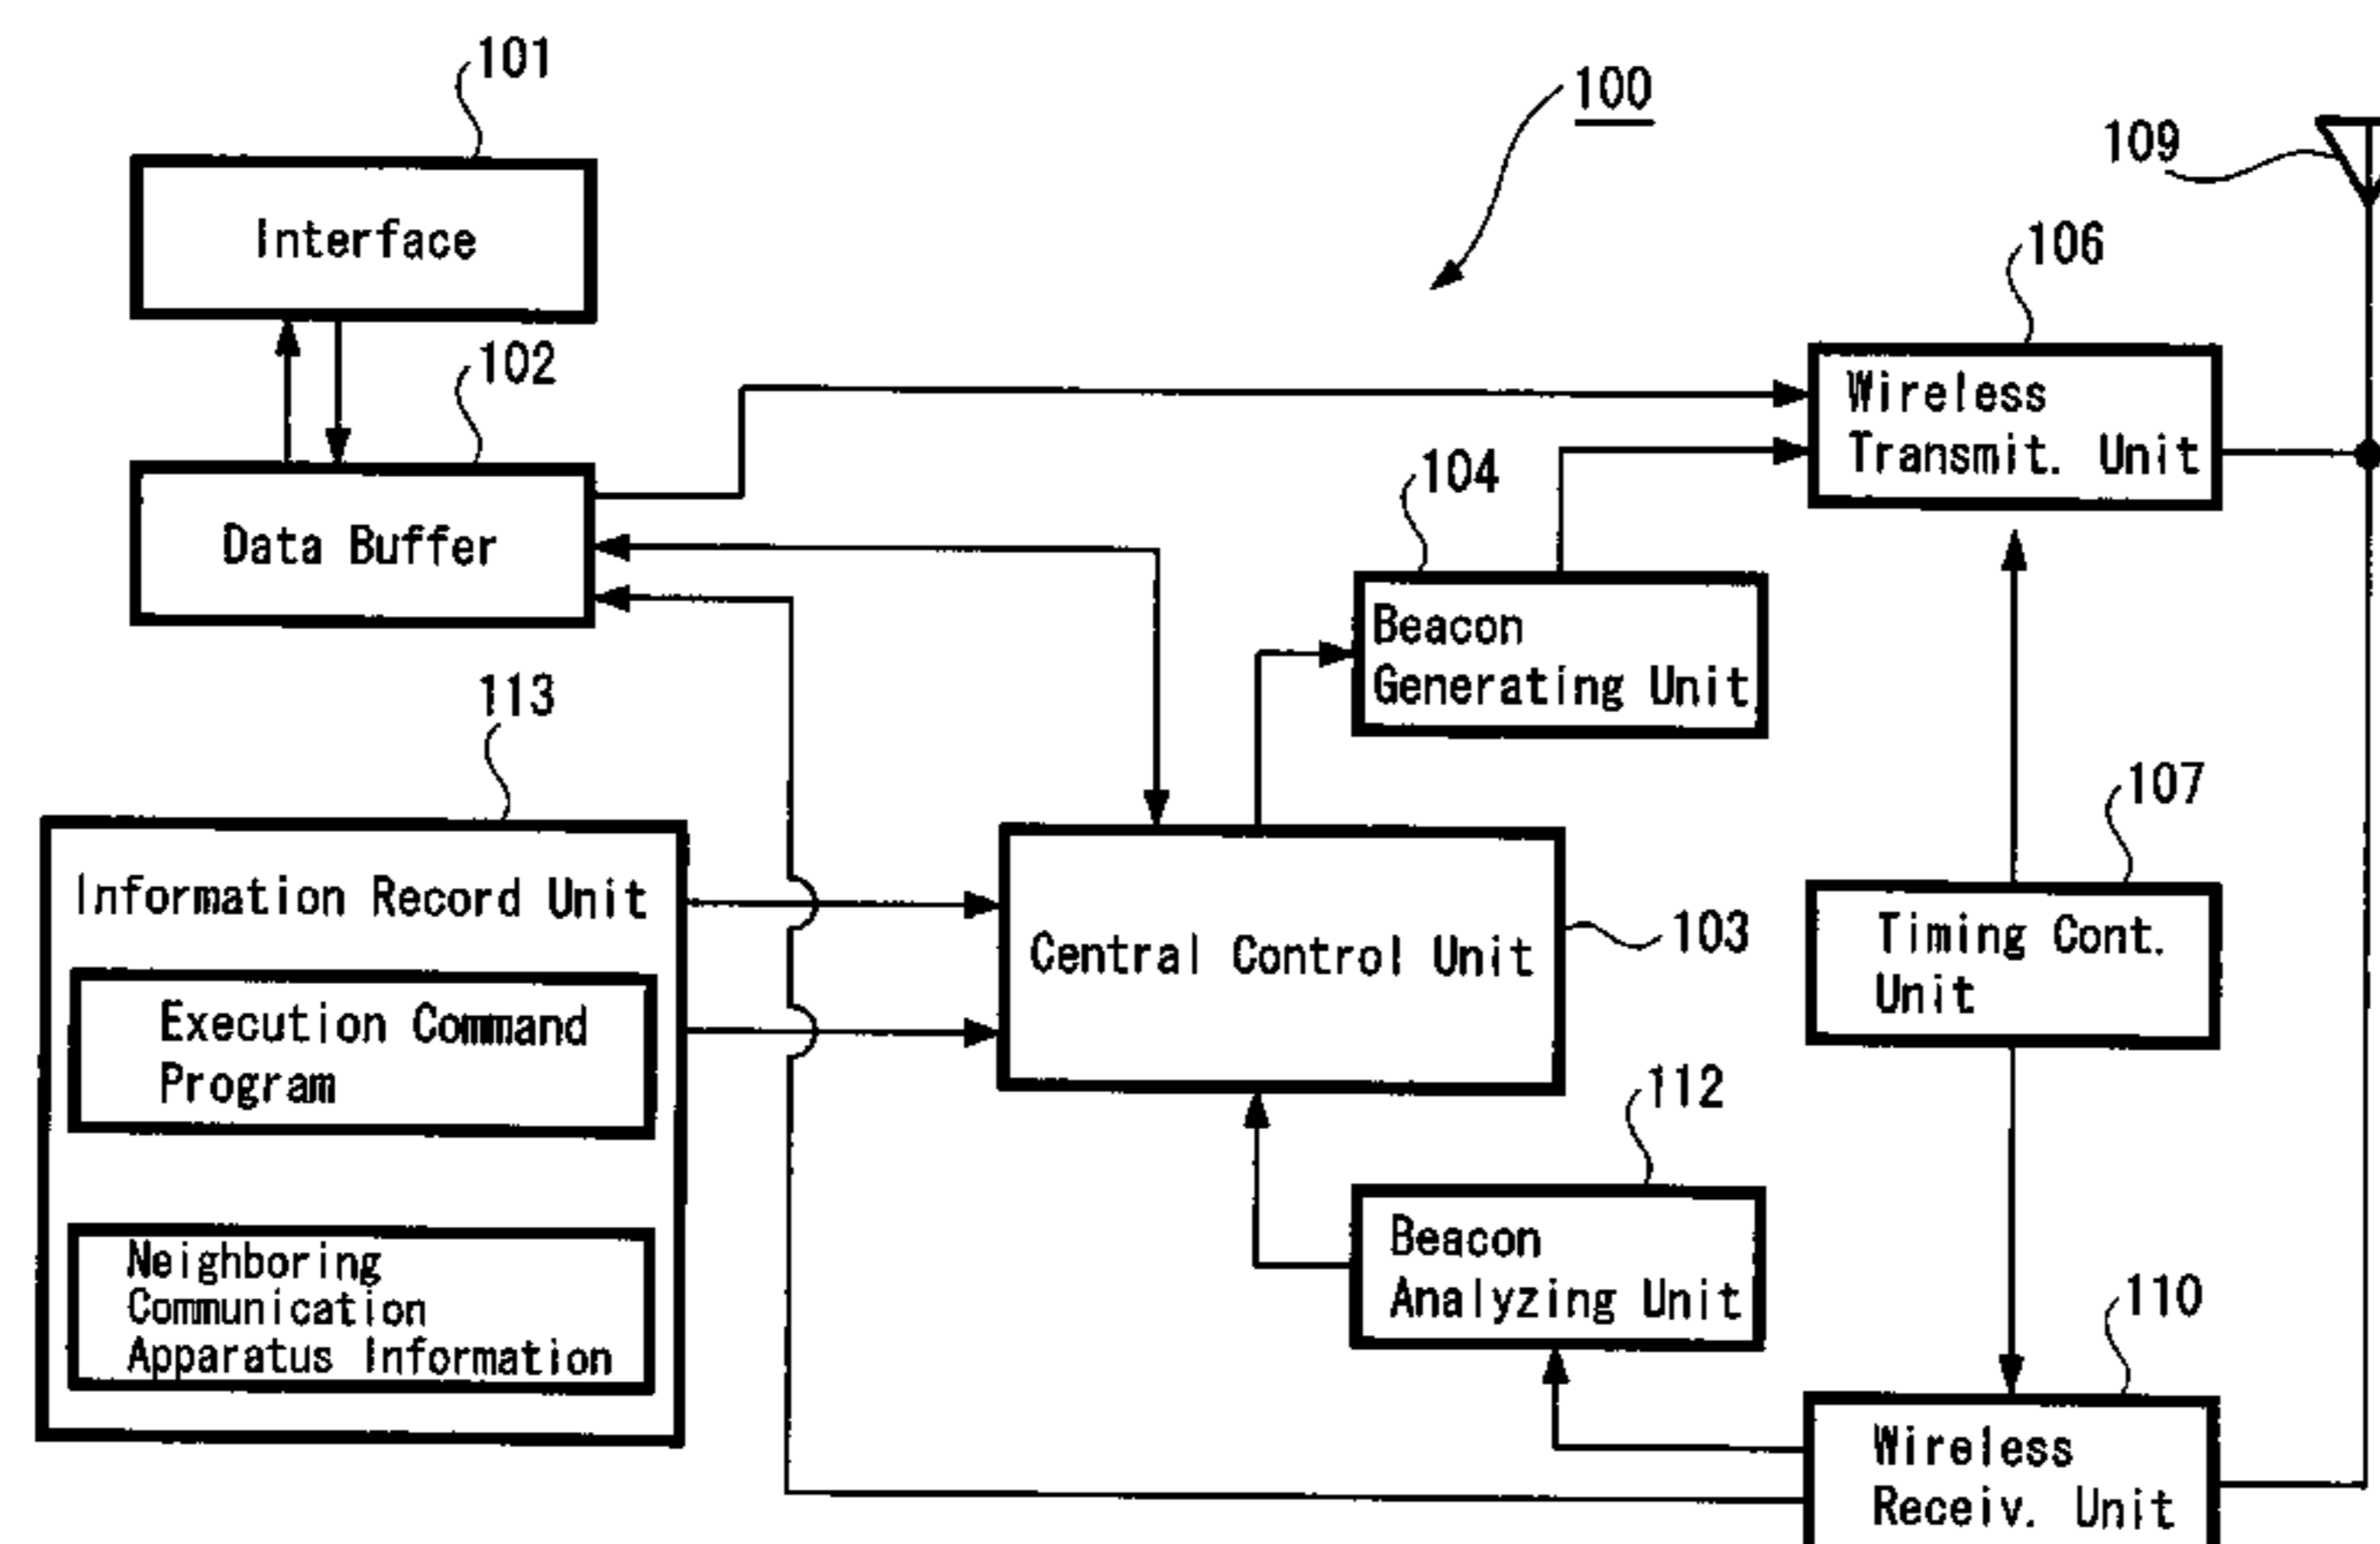 101
100
109
Interface
106
102
Wireless
Transmit. Unit
104
Data Buffer
Beacon
Generating Unit
113
107
Information Record Unit
Central Control Unit
103
Timing Cont.
Unit
Execution Command
Program
112
Beacon
Analyzing Unit
Neighboring
Communication
Apparatus Information
110
Wireless
Receiv. Unit